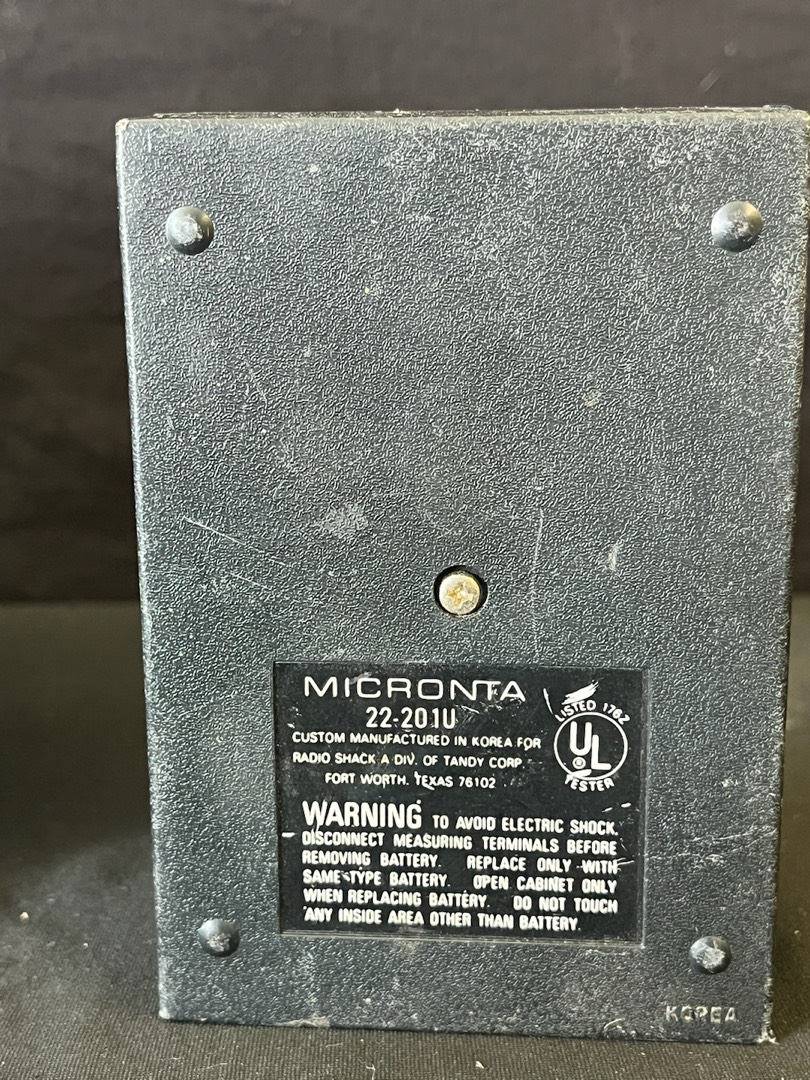 MICRONTA
22-201U
CUSTOM MANUFACTURED IN KOREA FOR
RADIO SHACK A DIV. OF TANDY CORP.
FORT WORTH, TEXAS 76102
LISTED 176Z
UL
®
TESTER
WARNING TO AVOID ELECTRIC SHOCK,
DISCONNECT MEASURING TERMINALS BEFORE
REMOVING BATTERY. REPLACE ONLY WITH
SAME TYPE BATTERY. OPEN CABINET ONLY
WHEN REPLACING BATTERY. DO NOT TOUCH
ANY INSIDE AREA OTHER THAN BATTERY.
KOREA